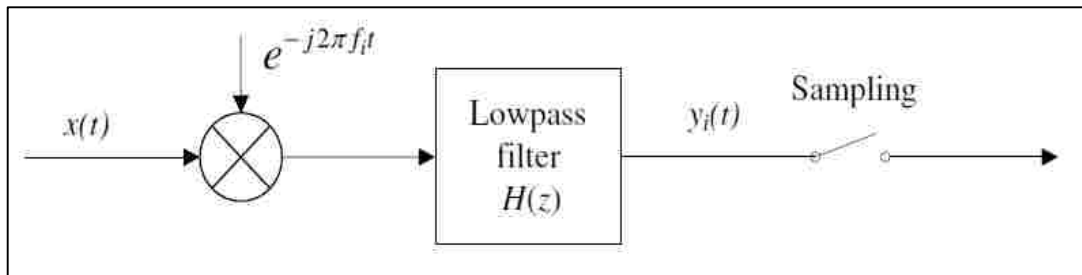 e^{-j2πf_i t}
x(t)
Lowpass
filter
H(z)
y_i(t)
Sampling